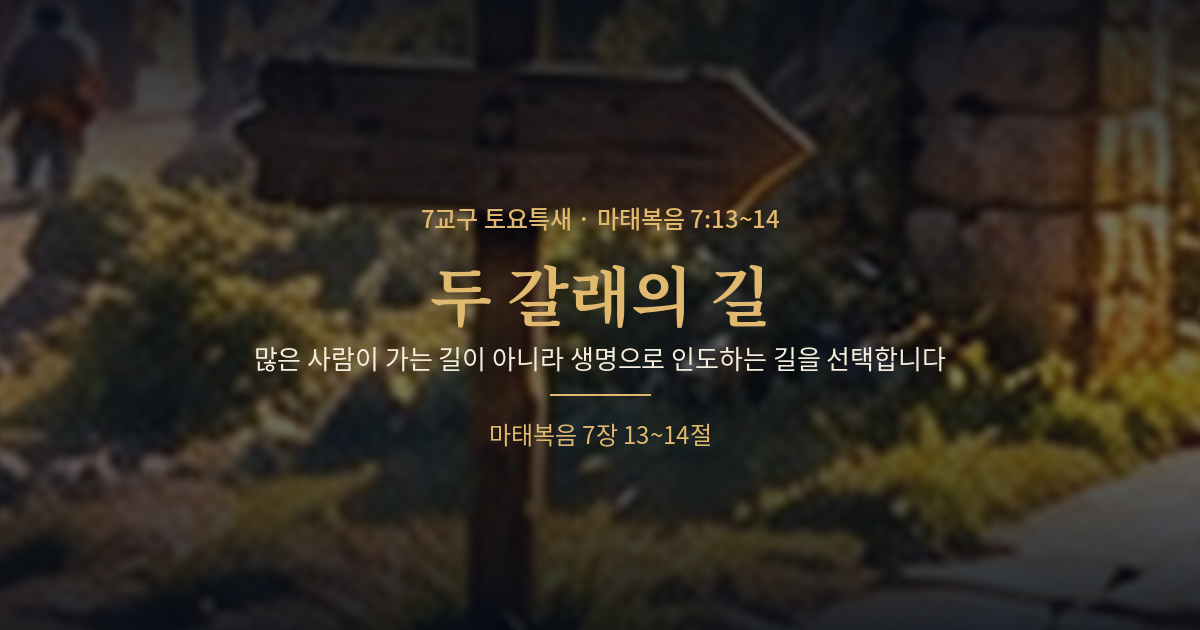 7교구 토요특새 · 마태복음 7:13~14
두 갈래의 길
많은 사람이 가는 길이 아니라 생명으로 인도하는 길을 선택합니다
마태복음 7장 13~14절